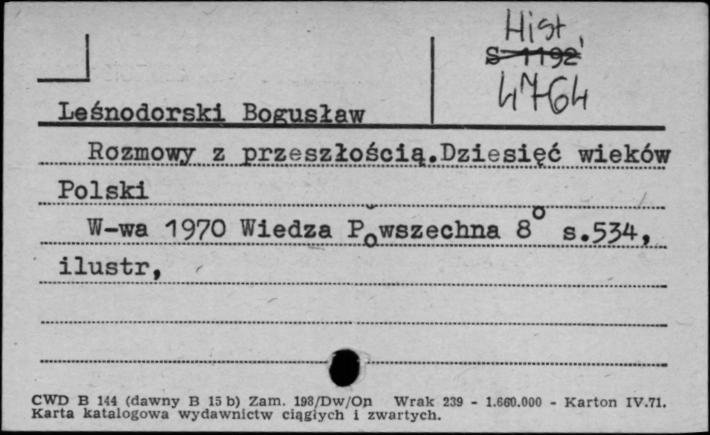 Hist,
S-1192
4764
Leśnodorski Bogusław
Rozmowy z przeszłością.Dziesięć wieków
Polski
W-wa 1970 Wiedza Powszechna 8° s.534,
ilustr,
CWD B 144 (dawny B 15 b) Zam. 198/Dw/On Wrak 239 - 1.660.000 - Karton IV.71.
Karta katalogowa wydawnictw ciągłych i zwartych.